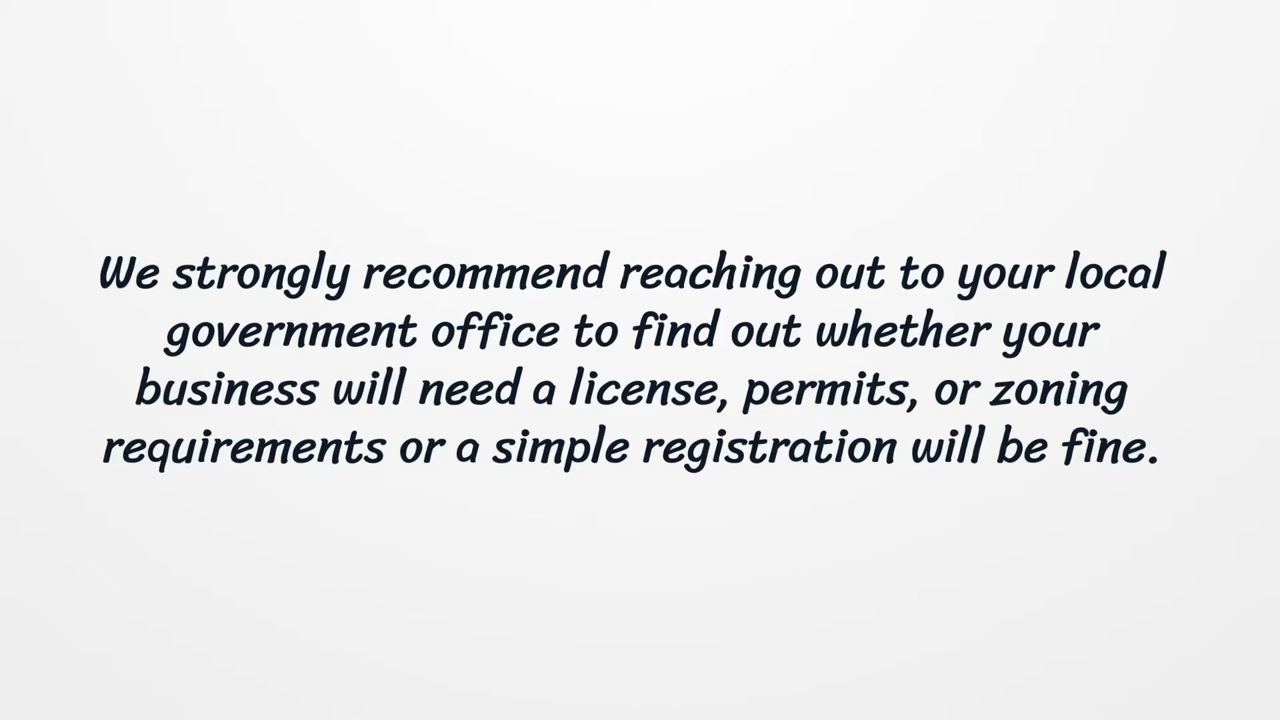 We strongly recommend reaching out to your local
government office to find out whether your
business will need a license, permits, or zoning
requirements or a simple registration will be fine.